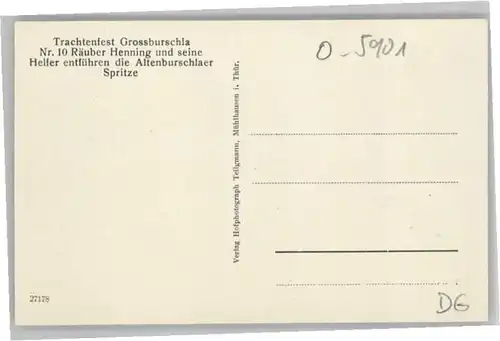 Trachtenfest Grossburschla
Nr. 10 Räuber Henning und seine
Helfer entführen die Altenburschlaer
Spritze
O-5901
Verlag Hofphotograph Tellgmann, Mühlhausen i. Thür.
27178
DG